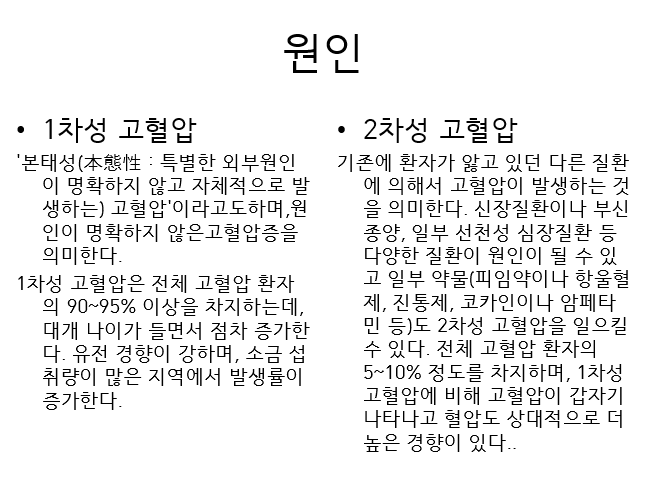 원인
• 1차성 고혈압
'본태성(本態性 : 특별한 외부원인
이 명확하지 않고 자체적으로 발
생하는) 고혈압'이라고도하며,원
인이 명확하지 않은고혈압증을
의미한다.
1차성 고혈압은 전체 고혈압 환자
의 90~95% 이상을 차지하는데,
대개 나이가 들면서 점차 증가한
다. 유전 경향이 강하며, 소금 섭
취량이 많은 지역에서 발생률이
증가한다.
• 2차성 고혈압
기존에 환자가 앓고 있던 다른 질환
에 의해서 고혈압이 발생하는 것
을 의미한다. 신장질환이나 부신
종양, 일부 선천성 심장질환 등
다양한 질환이 원인이 될 수 있
고 일부 약물(피임약이나 항울혈
제, 진통제, 코카인이나 암페타
민 등)도 2차성 고혈압을 일으킬
수 있다. 전체 고혈압 환자의
5~10% 정도를 차지하며, 1차성
고혈압에 비해 고혈압이 갑자기
나타나고 혈압도 상대적으로 더
높은 경향이 있다..